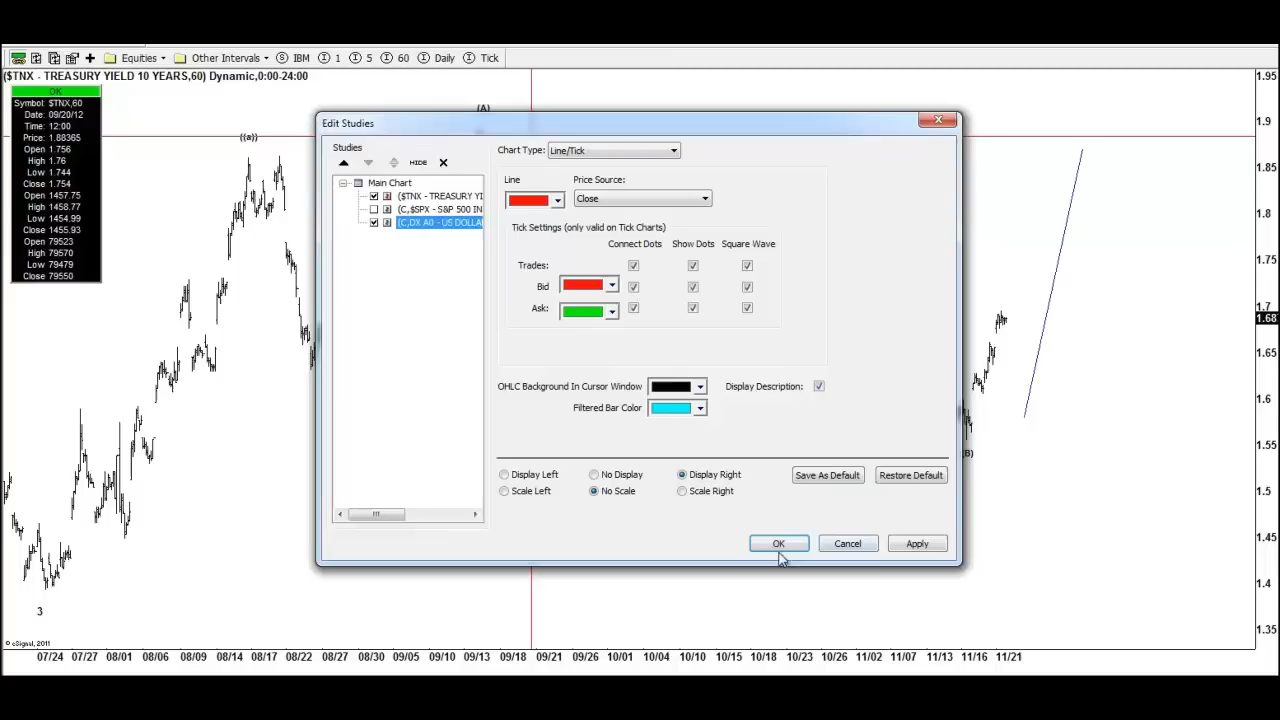 Equities Other Intervals S IBM I 1 I 5 I 60 I Daily I Tick
($TNX - TREASURY YIELD 10 YEARS,60) Dynamic,0:00-24:00
OK
Symbol: $TNX,60
Date: 09/20/12
Time: 12:00
Price: 1.88365
Open 1.756
High 1.76
Low 1.744
Close 1.754
Open 1457.75
High 1458.77
Low 1454.99
Close 1455.93
Open 79523
High 79570
Low 79479
Close 79550
((a))
(A)
3
Edit Studies
Studies
HIDE
Main Chart
($TNX - TREASURY YI
(C,$SPX - S&P 500 IN
(C,DX A0 - US DOLLA
Chart Type: Line/Tick
Line Price Source:
Close
Tick Settings (only valid on Tick Charts)
Connect Dots Show Dots Square Wave
Trades:
Bid
Ask:
OHLC Background In Cursor Window Display Description:
Filtered Bar Color
Display Left No Display Display Right Save As Default Restore Default
Scale Left No Scale Scale Right
OK Cancel Apply
B)
1.95
1.9
1.85
1.8
1.75
1.7
1.68
1.65
1.6
1.55
1.5
1.45
1.4
1.35
© eSignal, 2011
07/24 07/27 08/01 08/06 08/09 08/14 08/17 08/22 08/27 08/30 09/05 09/10 09/13 09/18 09/21 09/26 10/01 10/04 10/10 10/15 10/18 10/23 10/26 11/02 11/07 11/13 11/16 11/21